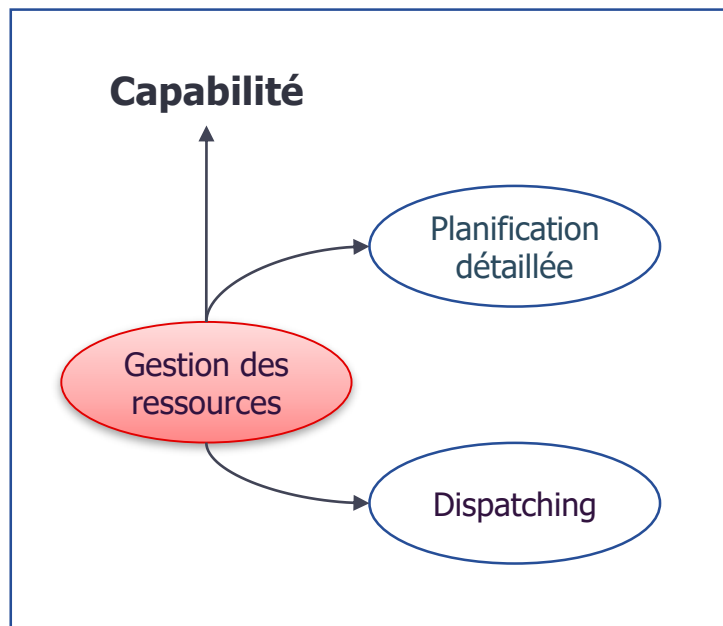 Capabilité
Planification
détaillée
Gestion des
ressources
Dispatching